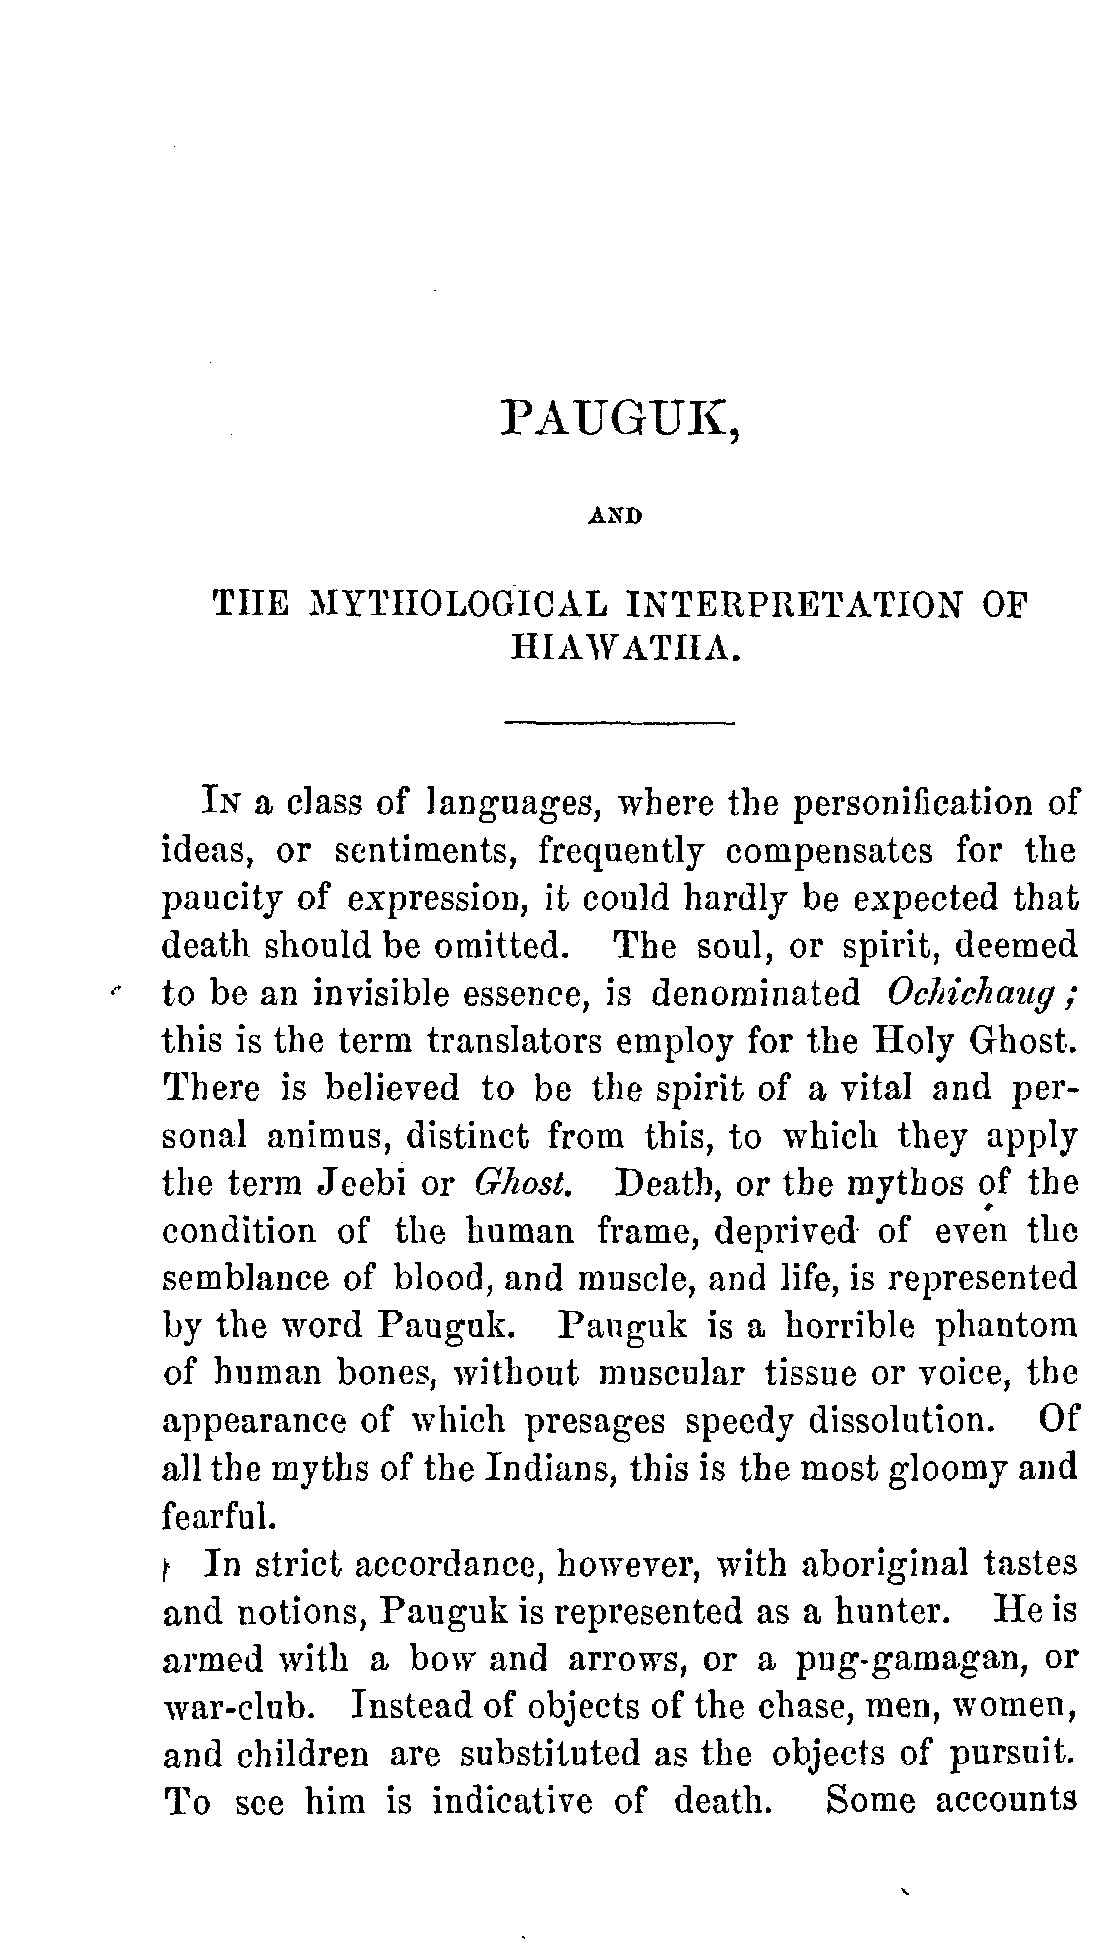 PAUGUK,
AND
THE MYTHOLOGICAL INTERPRETATION OF
HIAWATHA.
In a class of languages, where the personification of
ideas, or sentiments, frequently compensates for the
paucity of expression, it could hardly be expected that
death should be omitted. The soul, or spirit, deemed
to be an invisible essence, is denominated Ochichaug;
this is the term translators employ for the Holy Ghost.
There is believed to be the spirit of a vital and per-
sonal animus, distinct from this, to which they apply
the term Jeebi or Ghost. Death, or the mythos of the
condition of the human frame, deprived of even the
semblance of blood, and muscle, and life, is represented
by the word Pauguk. Pauguk is a horrible phantom
of human bones, without muscular tissue or voice, the
appearance of which presages speedy dissolution. Of
all the myths of the Indians, this is the most gloomy and
fearful.
In strict accordance, however, with aboriginal tastes
and notions, Pauguk is represented as a hunter. He is
armed with a bow and arrows, or a pug-gamagan, or
war-club. Instead of objects of the chase, men, women,
and children are substituted as the objects of pursuit.
To see him is indicative of death. Some accounts